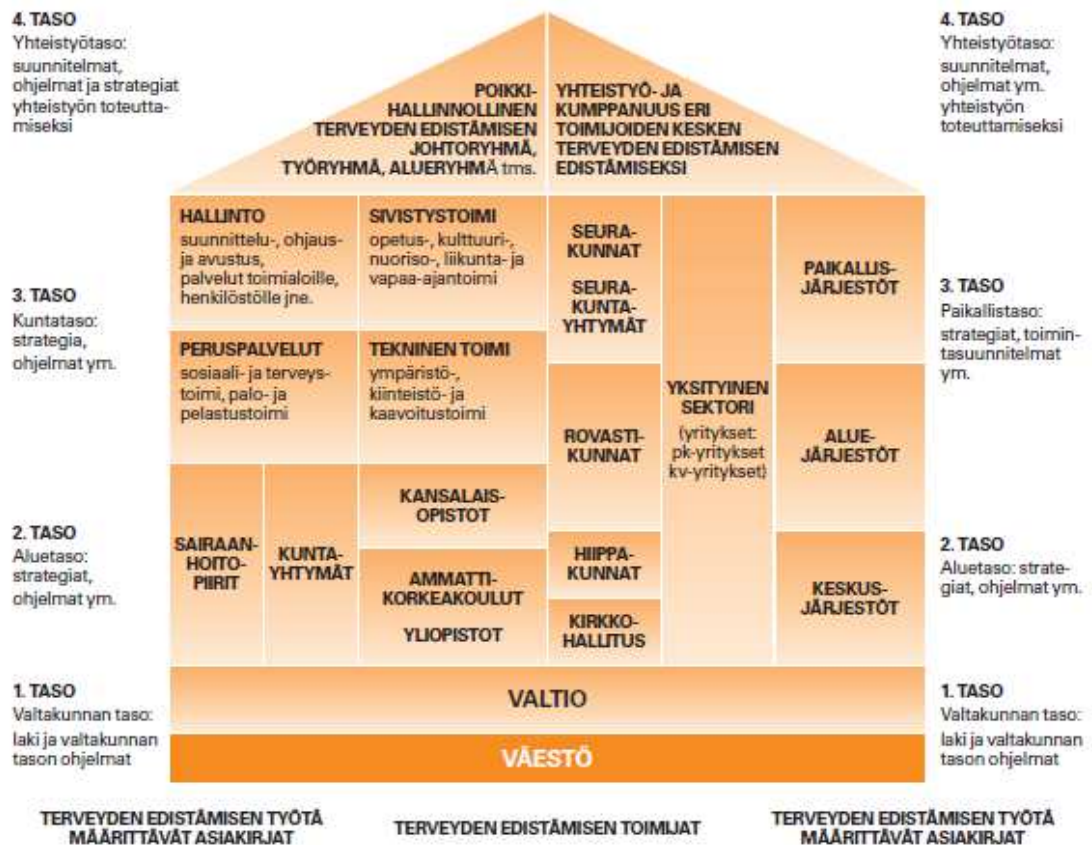 4. TASO
Yhteistyötaso:
suunnitelmat,
ohjelmat ja strategiat
yhteistyön toteutta-
miseksi
POIKKI-
HALLINNOLLINEN
TERVEYDEN EDISTÄMISEN
JOHTORYHMÄ,
TYÖRYHMÄ, ALUERYHMÄ tms.
YHTEISTYÖ- JA
KUMPPANUUS ERI
TOIMIJOIDEN KESKEN
TERVEYDEN EDISTÄMISEN
EDISTÄMISEKSI
4. TASO
Yhteistyötaso:
suunnitelmat,
ohjelmat ym.
yhteistyön
toteuttamiseksi
3. TASO
Kuntataso:
strategia,
ohjelmat ym.
HALLINTO
suunnittelu-, ohjaus-
ja avustus,
palvelut toimialoille,
henkilöstölle jne.
SIVISTYSTOIMI
opetus-, kulttuuri-,
nuoriso-, liikunta- ja
vapaa-ajantoimi
PERUSPALVELUT
sosiaali- ja terveys-
toimi, palo- ja
pelastustoimi
TEKNINEN TOIMI
ympäristö-,
kiinteistö- ja
kaavoitustoimi
SEURA-
KUNNAT
SEURA-
KUNTA-
YHTYMÄT
ROVASTI-
KUNNAT
YKSITYINEN
SEKTORI
(yritykset:
pk-yritykset
kv-yritykset)
PAIKALLIS-
JÄRJESTÖT
ALUE-
JÄRJESTÖT
3. TASO
Paikallistaso:
strategiat, toimin-
tasuunnitelmat
ym.
2. TASO
Aluetaso:
strategiat,
ohjelmat ym.
SAIRAAN-
HOITO-
PIIRIT
KUNTA-
YHTYMÄT
KANSALAIS-
OPISTOT
AMMATTI-
KORKEAKOULUT
YLIOPISTOT
HIIPPA-
KUNNAT
KIRKKO-
HALLITUS
KESKUS-
JÄRJESTÖT
2. TASO
Aluetaso: strate-
giat, ohjelmat ym.
1. TASO
Valtakunnan taso:
laki ja valtakunnan
tason ohjelmat
VALTIO
VÄESTÖ
1. TASO
Valtakunnan taso:
laki ja valtakunnan
tason ohjelmat
TERVEYDEN EDISTÄMISEN TYÖTÄ
MÄÄRITTÄVÄT ASIAKIRJAT
TERVEYDEN EDISTÄMISEN TOIMIJAT
TERVEYDEN EDISTÄMISEN TYÖTÄ
MÄÄRITTÄVÄT ASIAKIRJAT